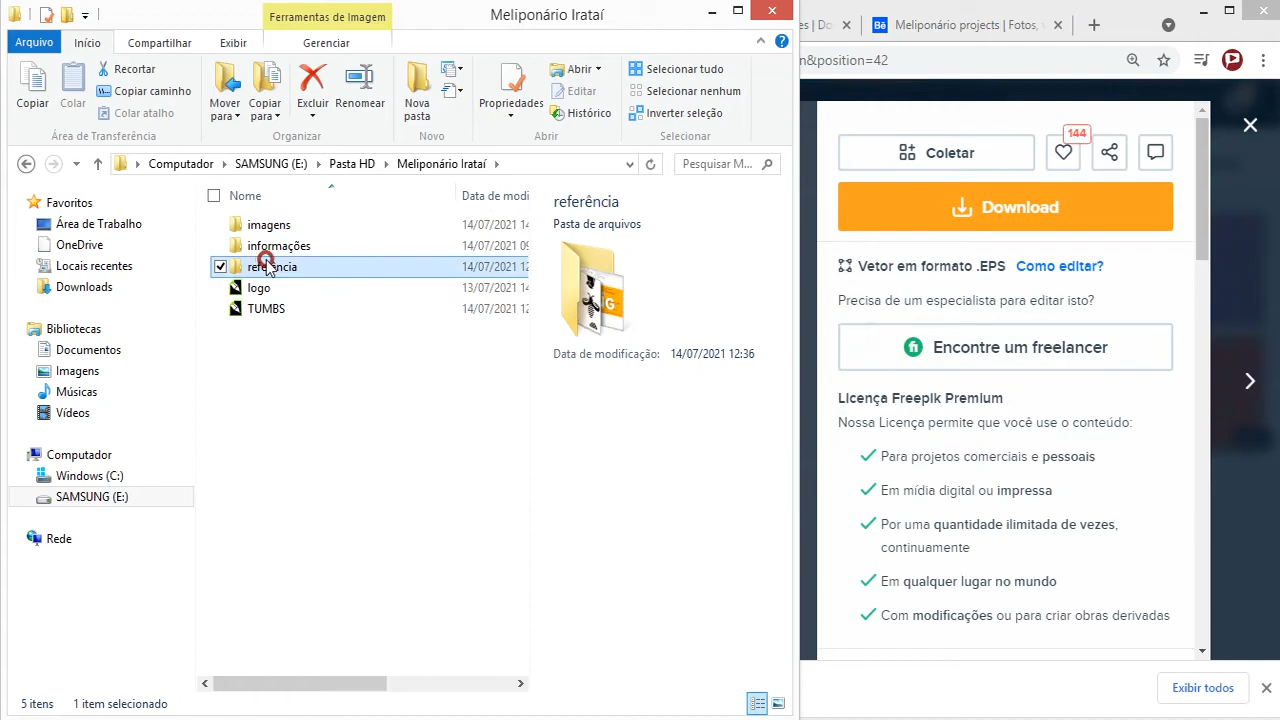 Ferramentas de Imagem
Meliponário Irataí
Arquivo
Início
Compartilhar
Exibir
Gerenciar
Copiar
Colar
Recortar
Copiar caminho
Colar atalho
Área de Transferência
Mover para
Copiar para
Excluir
Renomear
Organizar
Nova pasta
Novo
Propriedades
Abrir
Editar
Histórico
Abrir
Selecionar tudo
Selecionar nenhum
Inverter seleção
Selecionar
Computador
SAMSUNG (E:)
Pasta HD
Meliponário Irataí
Pesquisar M...
Favoritos
Área de Trabalho
OneDrive
Locais recentes
Downloads
Bibliotecas
Documentos
Imagens
Músicas
Vídeos
Computador
Windows (C:)
SAMSUNG (E:)
Rede
Nome
Data de modi
imagens 14/07/2021 14
informações 14/07/2021 09
referência 14/07/2021 12
logo 13/07/2021 14
TUMBS 14/07/2021 12
referência
Pasta de arquivos
Data de modificação: 14/07/2021 12:36
5 itens
1 item selecionado
es | Do
Bē
Meliponário projects | Fotos, v
n&position=42
144
Coletar
Download
Vetor em formato .EPS Como editar?
Precisa de um especialista para editar isto?
fi Encontre um freelancer
Licença Freepik Premium
Nossa Licença permite que você use o conteúdo:
Para projetos comerciais e pessoais
Em mídia digital ou impressa
Por uma quantidade ilimitada de vezes,
continuamente
Em qualquer lugar no mundo
Com modificações ou para criar obras derivadas
Exibir todos